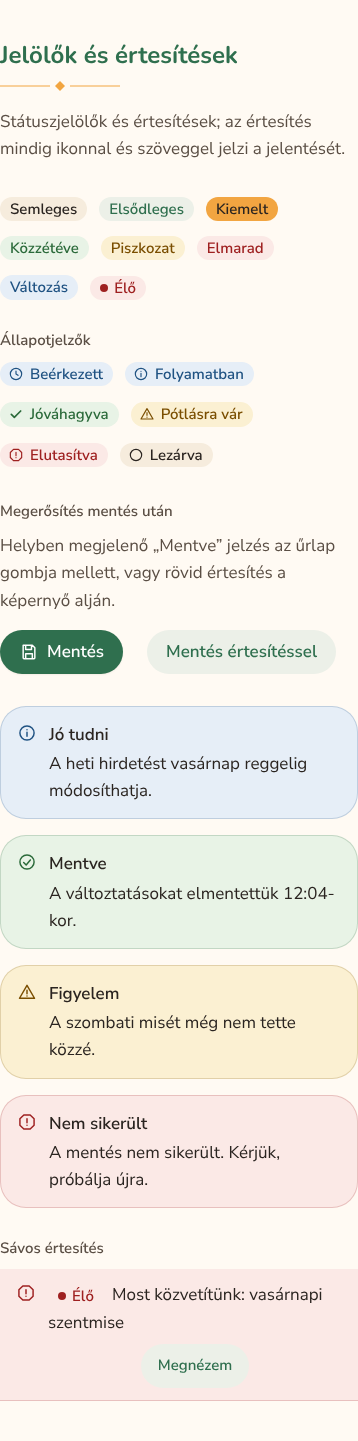 Jelölők és értesítések
Státuszjelölők és értesítések; az értesítés
mindig ikonnal és szöveggel jelzi a jelentését.
Semleges Elsődleges Kiemelt
Közzétéve Piszkozat Elmarad
Változás Élő
Állapotjelzők
Beérkezett Folyamatban
Jóváhagyva Pótlásra vár
Elutasítva Lezárva
Megerősítés mentés után
Helyben megjelenő „Mentve” jelzés az űrlap
gombja mellett, vagy rövid értesítés a
képernyő alján.
Mentés Mentés értesítéssel
Jó tudni
A heti hirdetést vasárnap reggelig
módosíthatja.
Mentve
A változtatásokat elmentettük 12:04-
kor.
Figyelem
A szombati misét még nem tette
közzé.
Nem sikerült
A mentés nem sikerült. Kérjük,
próbálja újra.
Sávos értesítés
Élő Most közvetítünk: vasárnapi
szentmise
Megnézem